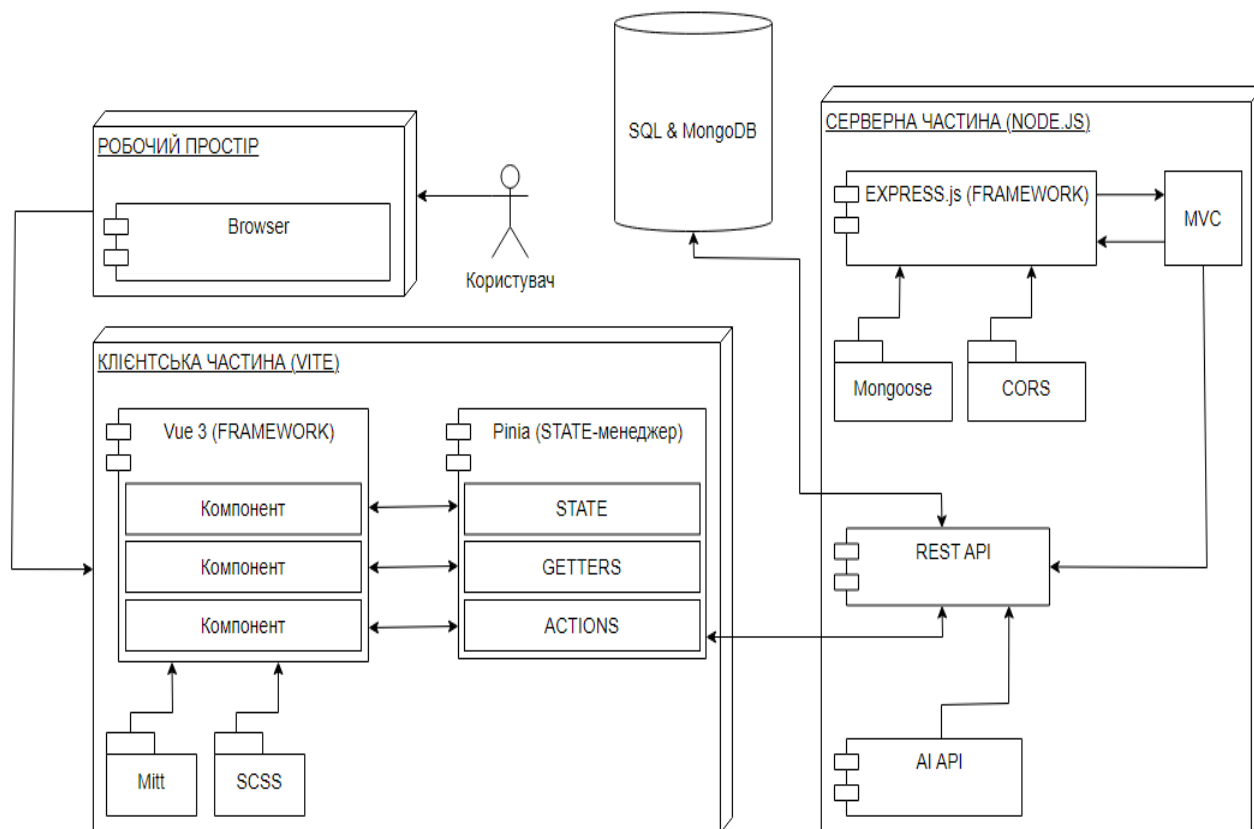 SQL & MongoDB
РОБОЧИЙ ПРОСТІР
Browser
Користувач
СЕРВЕРНА ЧАСТИНА (NODE.JS)
EXPRESS.js (FRAMEWORK)
MVC
Mongoose
CORS
КЛІЄНТСЬКА ЧАСТИНА (VITE)
Vue 3 (FRAMEWORK)
Компонент
Компонент
Компонент
Pinia (STATE-менеджер)
STATE
GETTERS
ACTIONS
Mitt
SCSS
REST API
AI API